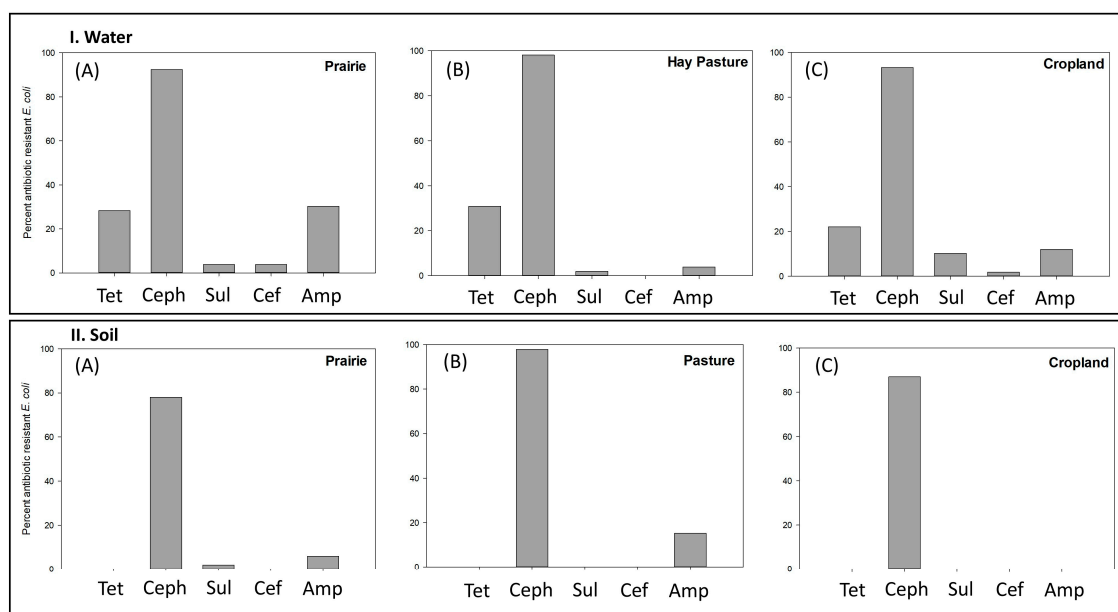 I. Water
Percent antibiotic resistant E. coli
(A)
Prairie
100
80
60
40
20
0
Tet Ceph Sul Cef Amp
(B)
Hay Pasture
100
80
60
40
20
0
Tet Ceph Sul Cef Amp
(C)
Cropland
100
80
60
40
20
0
Tet Ceph Sul Cef Amp
II. Soil
Percent antibiotic resistant E. coli
(A)
Prairie
100
80
60
40
20
0
Tet Ceph Sul Cef Amp
(B)
Pasture
100
80
60
40
20
0
Tet Ceph Sul Cef Amp
(C)
Cropland
100
80
60
40
20
0
Tet Ceph Sul Cef Amp